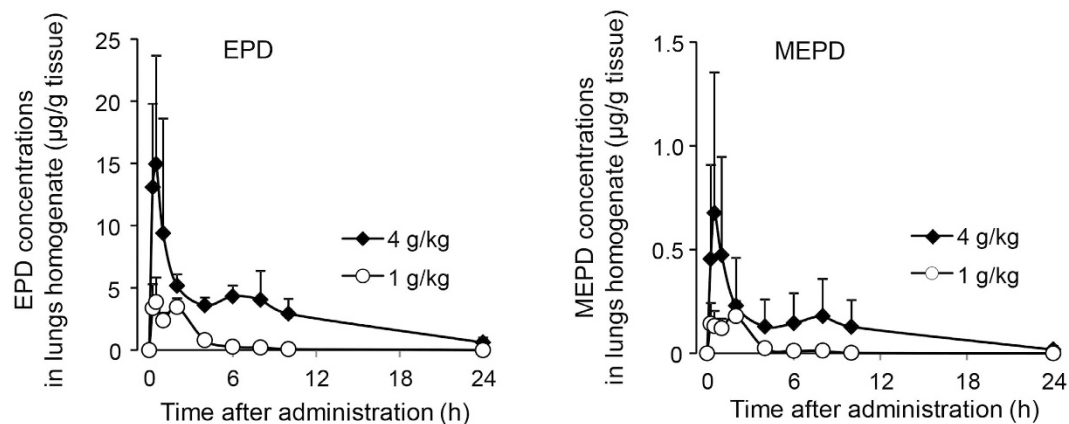 EPD concentrations
in lungs homogenate (µg/g tissue)
25
20
15
10
5
0
EPD
4 g/kg
1 g/kg
0 6 12 18 24
Time after administration (h)
MEPD concentrations
in lungs homogenate (µg/g tissue)
1.5
1.0
0.5
0
MEPD
4 g/kg
1 g/kg
0 6 12 18 24
Time after administration (h)